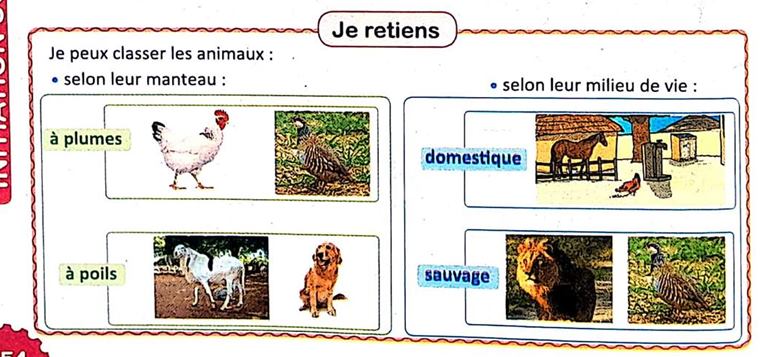 Je retiens
Je peux classer les animaux :
• selon leur manteau :
à plumes
à poils
• selon leur milieu de vie :
domestique
sauvage